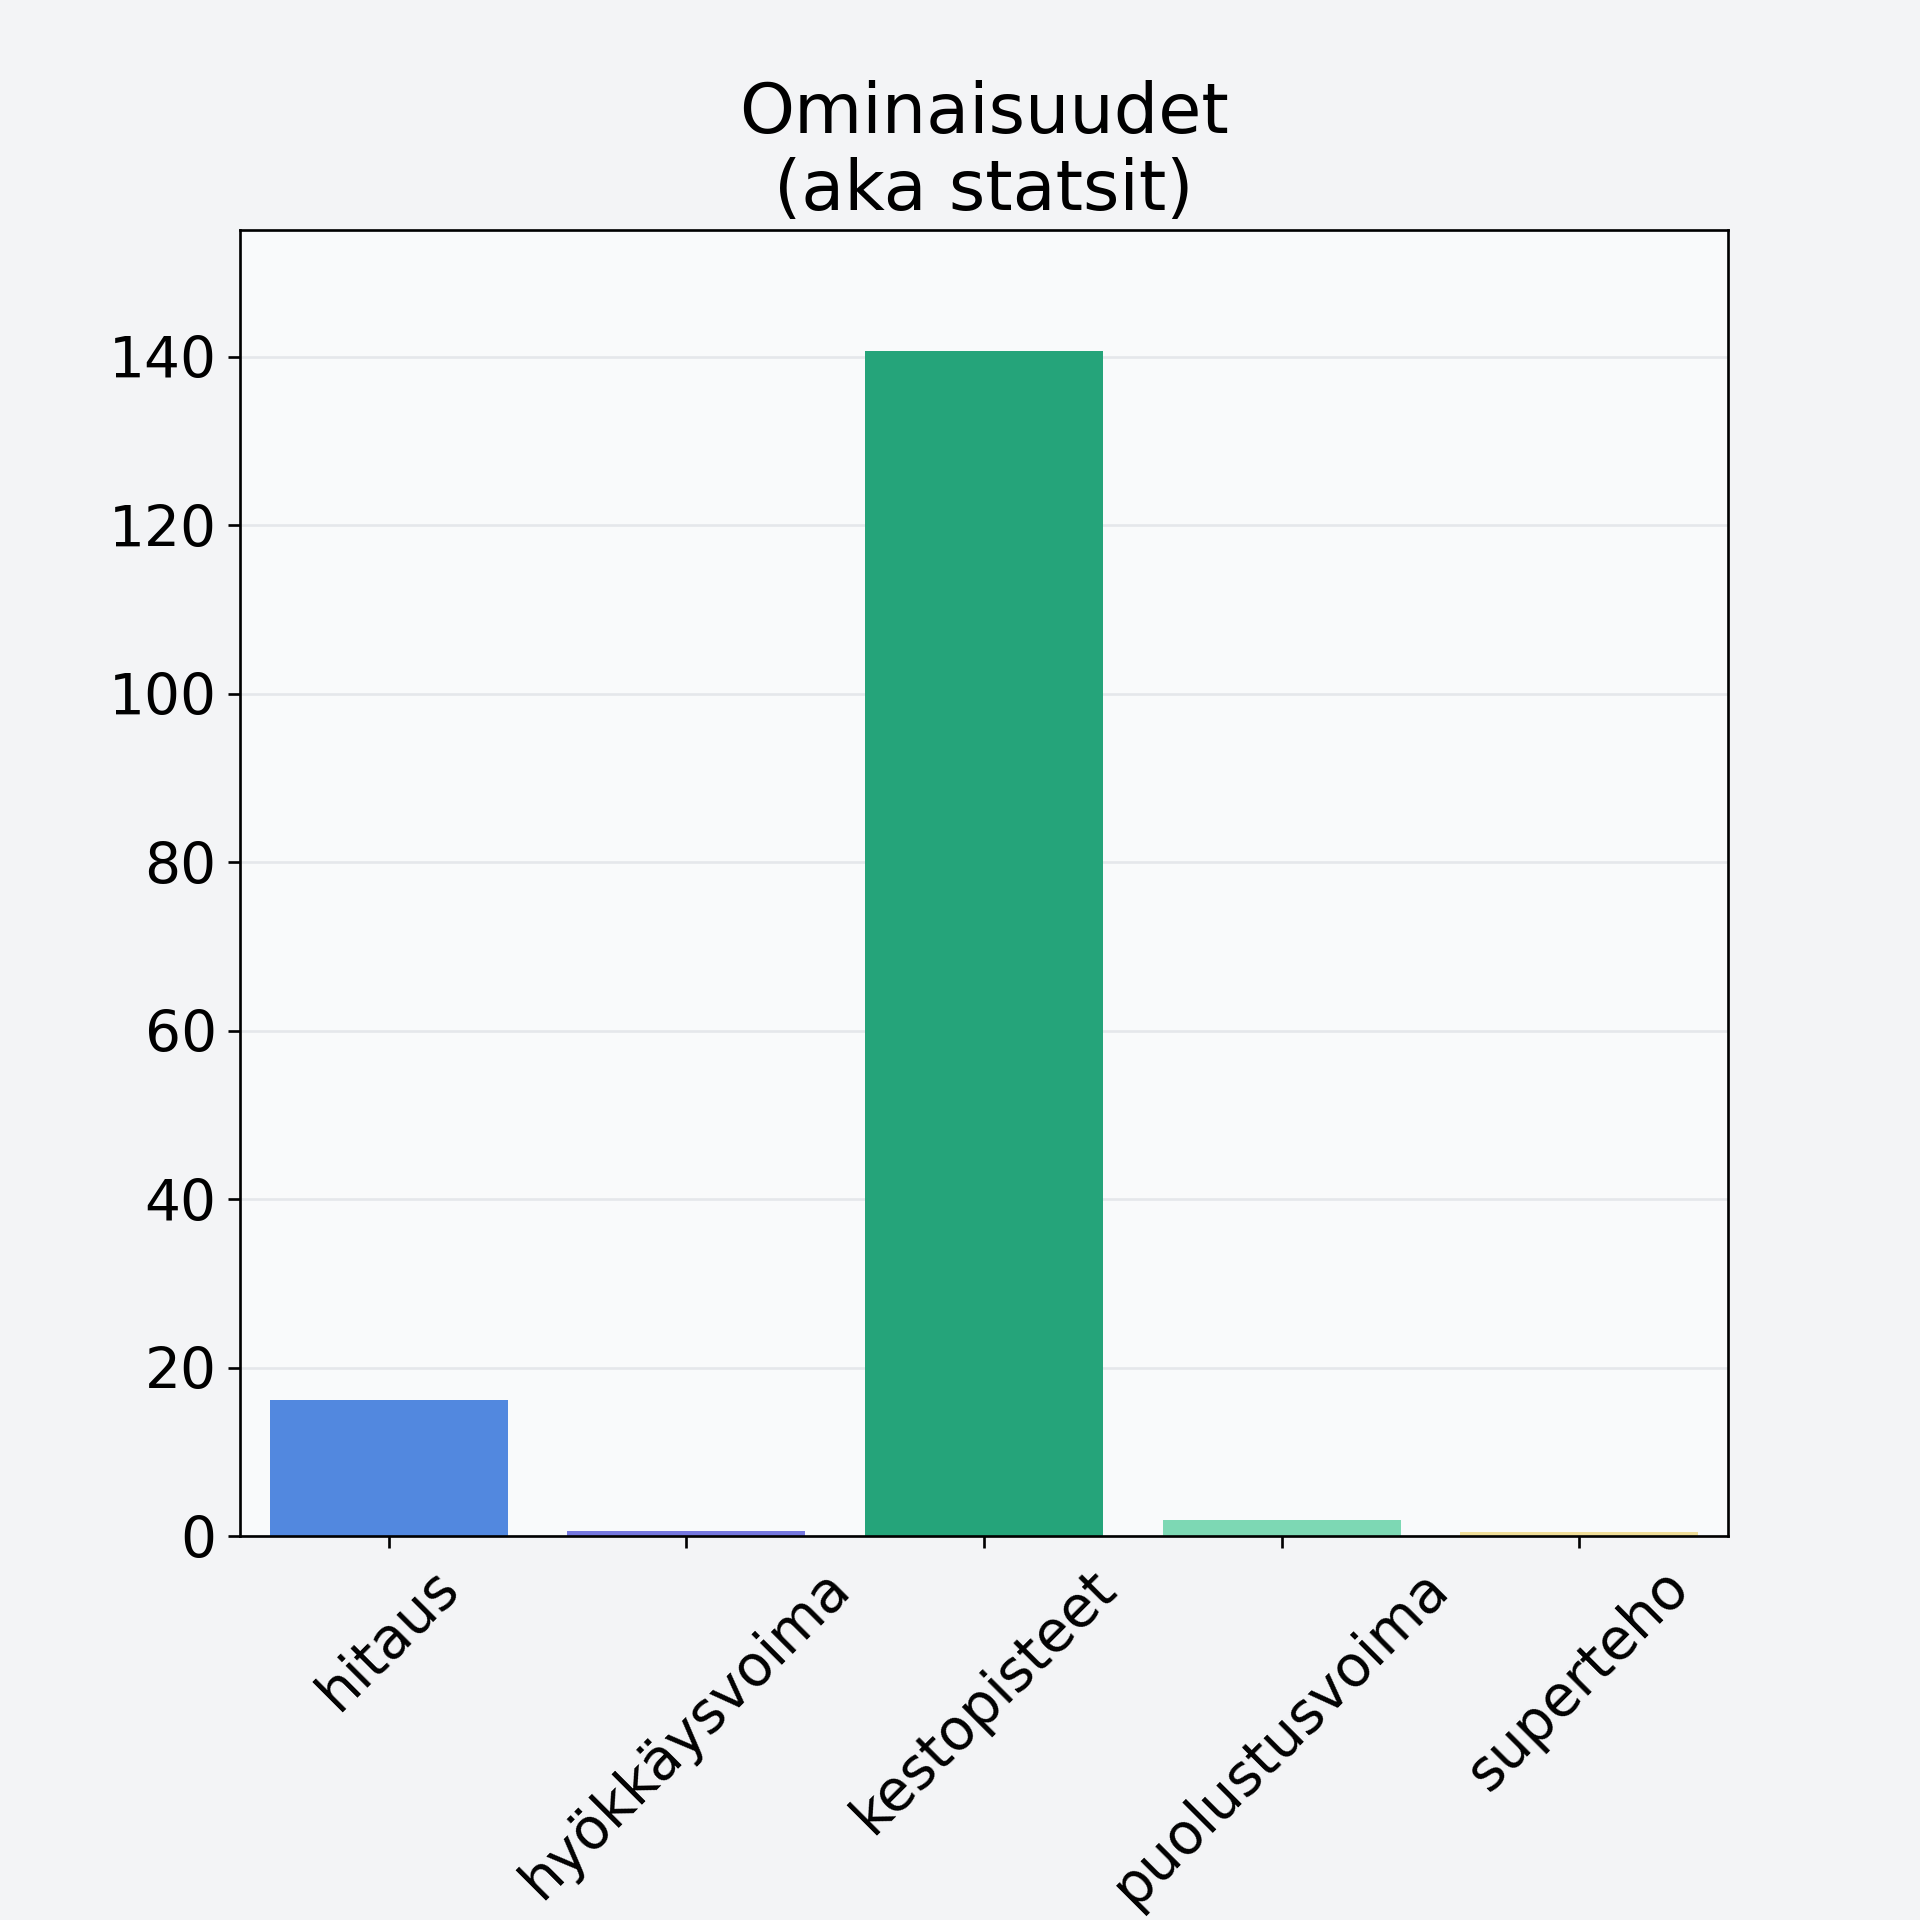 Ominaisuudet
(aka statsit)
140
120
100
80
60
40
20
0
hitaus
hyökkäysvoima
kestopisteet
puolustusvoima
superteho